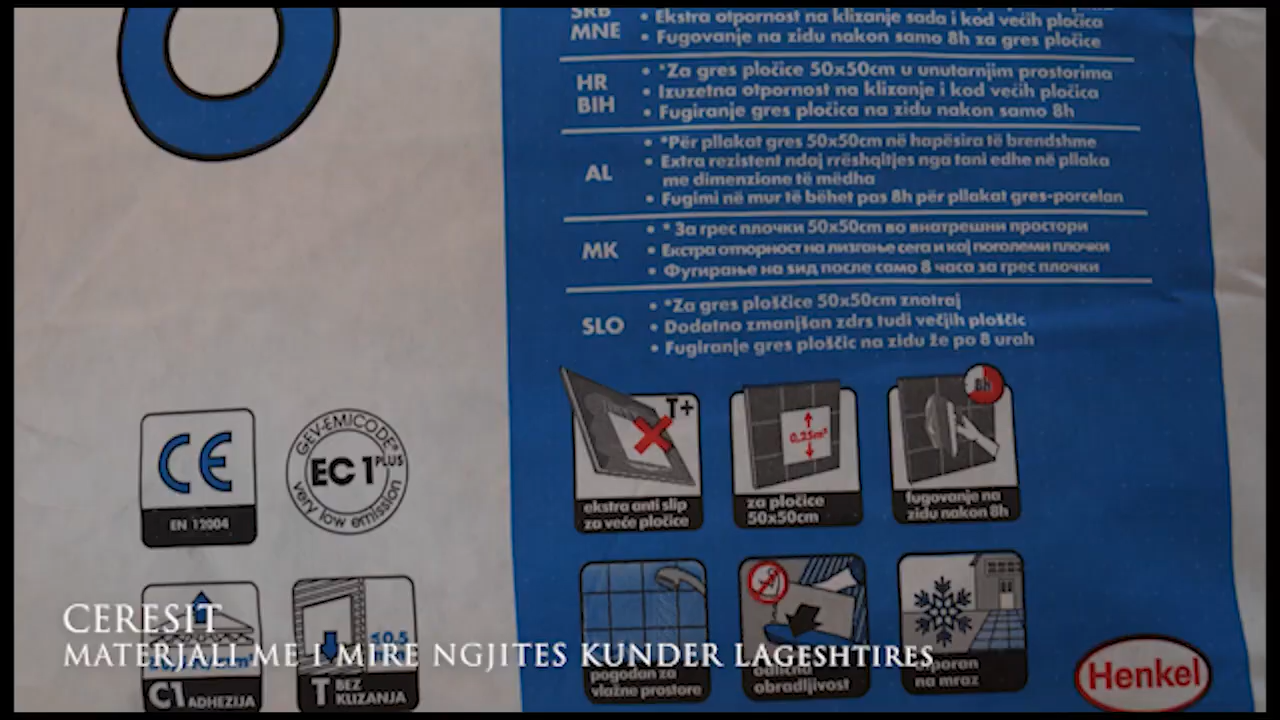 SRB
MNE
• Ekstra otpornost na klizanje sada i kod većih pločica
• Fugovanje na zidu nakon samo 8h za gres pločice
HR
BIH
• *Za gres pločice 50x50cm u unutarnjim prostorima
• Izuzetna otpornost na klizanje i kod većih pločica
• Fugiranje gres pločica na zidu nakon samo 8h
AL
• *Për pllakat gres 50x50cm në hapësira të brendshme
• Extra rezistent ndaj rrëshqitjes nga tani edhe në pllaka
me dimenzione të mëdha
• Fugimi në mur të bëhet pas 8h për pllakat gres-porcelan
MK
• * За грес плочки 50x50cm во внатрешни простори
• Екстра отпорност на лизгање сега и кај поголеми плочки
• Фугирање на ѕид после само 8 часа за грес плочки
SLO
• *Za gres ploščice 50x50cm znotraj
• Dodatno zmanjšan zdrs tudi večjih ploščic
• Fugiranje gres ploščic na zidu že po 8 urah
CE
EN 12004
GEV-EMICODE®
EC 1 PLUS
very low emission
T+
ekstra anti slip
za veće pločice
0,25m²
za pločice
50x50cm
8h
fugovanje na
zidu nakon 8h
C1 ADHEZIJA
≤0.5
T BEZ
KLIZANJA
pogodan za
vlažne prostore
odlična
obradljivost
otporan
na mraz
Henkel
CERESIT
MATERJALI ME I MIRE NGJITES KUNDER LAGESHTIRES